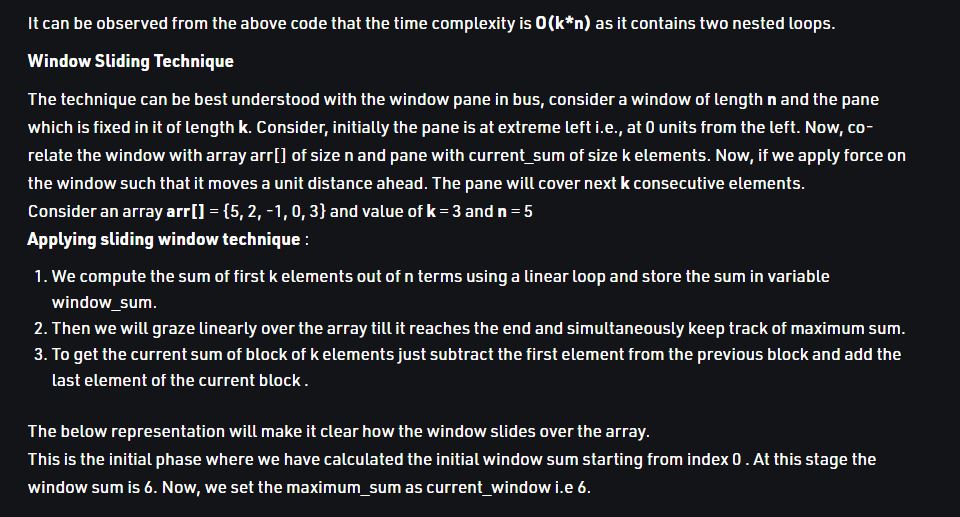 It can be observed from the above code that the time complexity is O(k*n) as it contains two nested loops.
Window Sliding Technique
The technique can be best understood with the window pane in bus, consider a window of length n and the pane
which is fixed in it of length k. Consider, initially the pane is at extreme left i.e., at 0 units from the left. Now, co-
relate the window with array arr[] of size n and pane with current_sum of size k elements. Now, if we apply force on
the window such that it moves a unit distance ahead. The pane will cover next k consecutive elements.
Consider an array arr[] = {5, 2, -1, 0, 3} and value of k = 3 and n = 5
Applying sliding window technique :
1. We compute the sum of first k elements out of n terms using a linear loop and store the sum in variable
window_sum.
2. Then we will graze linearly over the array till it reaches the end and simultaneously keep track of maximum sum.
3. To get the current sum of block of k elements just subtract the first element from the previous block and add the
last element of the current block .
The below representation will make it clear how the window slides over the array.
This is the initial phase where we have calculated the initial window sum starting from index 0 . At this stage the
window sum is 6. Now, we set the maximum_sum as current_window i.e 6.